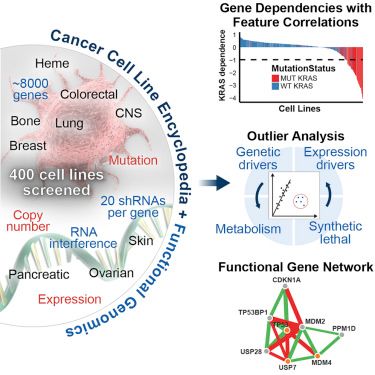 Cancer Cell Line Encyclopedia + Functional Genomics
Heme
~8000
genes
Colorectal
CNS
Bone
Lung
Breast
Mutation
400 cell lines
screened
20 shRNAs
per gene
Copy
number
RNA
interference
Skin
Pancreatic
Ovarian
Expression
Gene Dependencies with
Feature Correlations
KRAS dependence
1
0
−1
−2
−3
−4
MutationStatus
MUT KRAS
WT KRAS
Cell Lines
Outlier Analysis
Genetic
drivers
Expression
drivers
Metabolism
Synthetic
lethal
Functional Gene Network
CDKN1A
TP53BP1
TP53
MDM2
PPM1D
USP28
USP7
MDM4